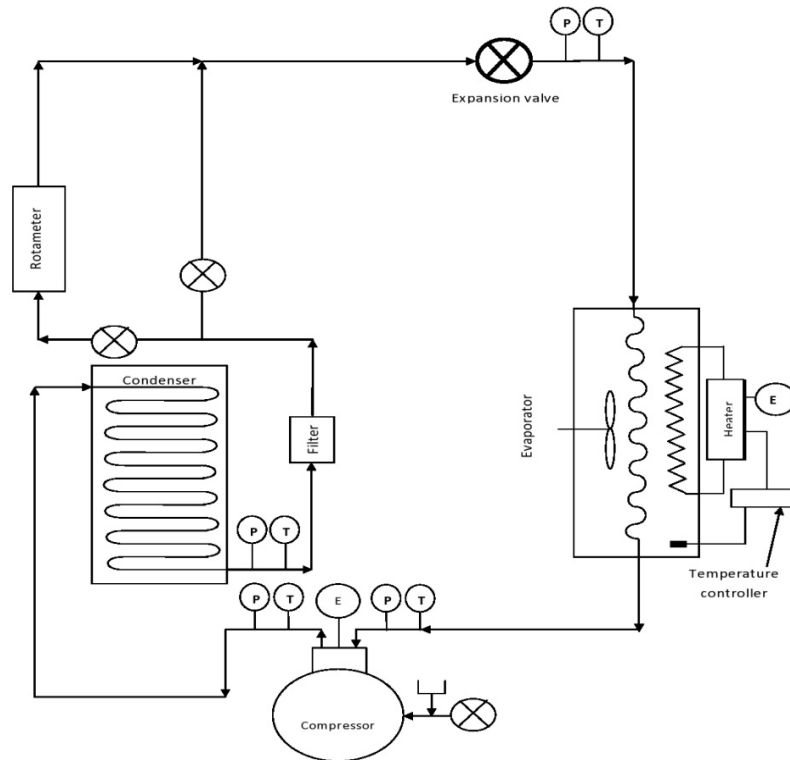 P T
Expansion valve
Rotameter
Condenser
Filter
Evaporator
Heater
E
P T
Temperature
controller
P T E P T
Compressor